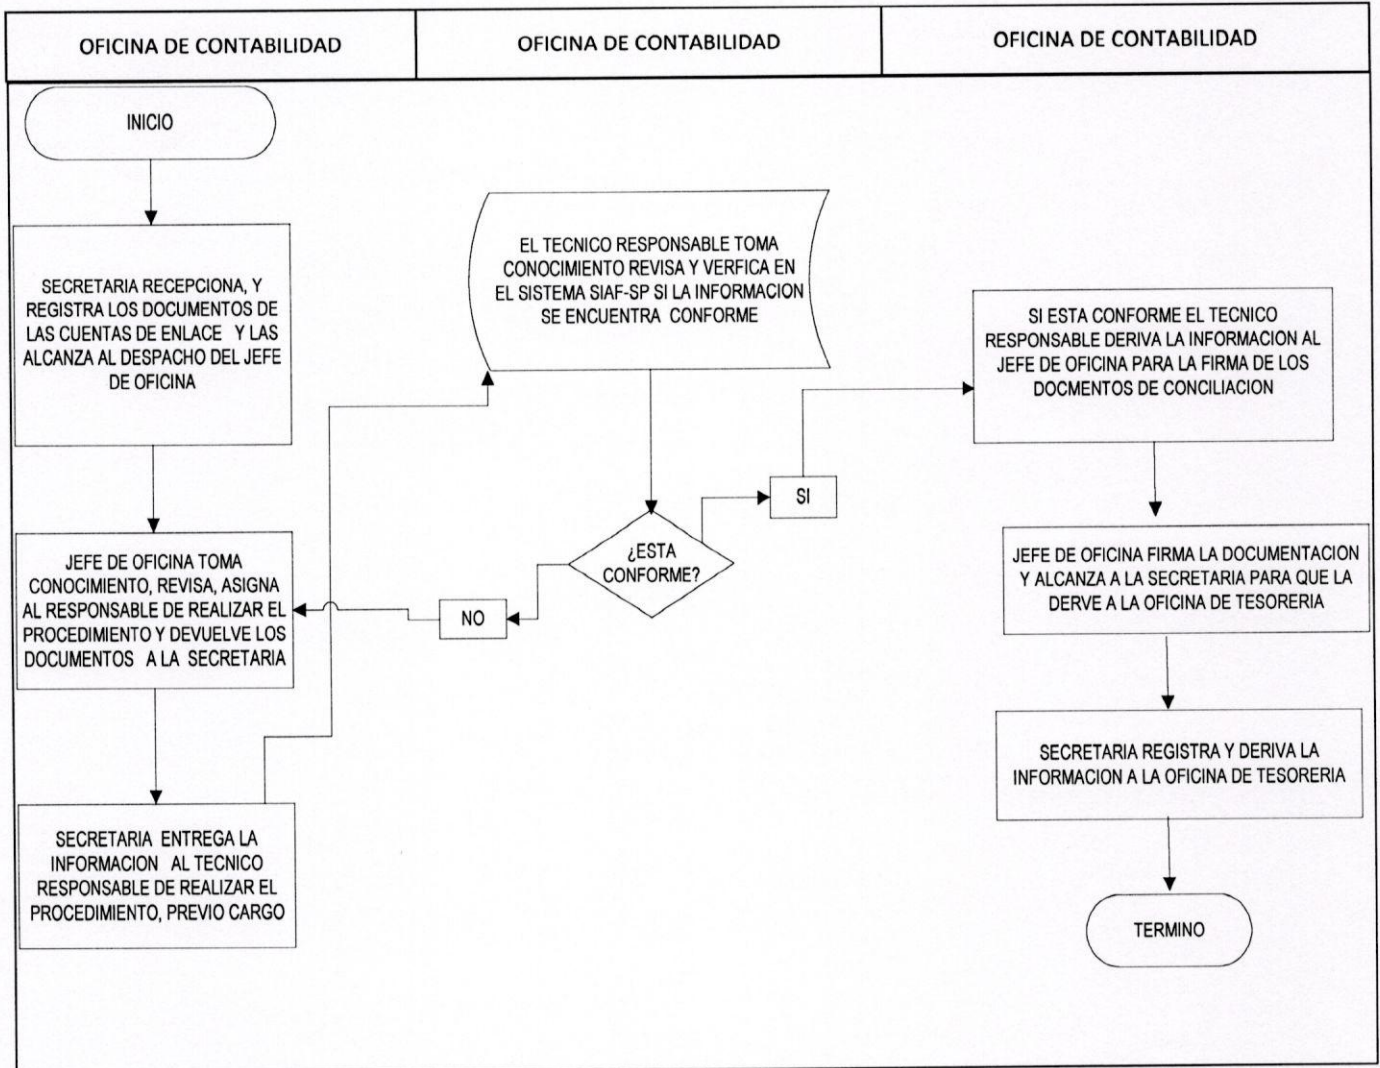 OFICINA DE CONTABILIDAD
OFICINA DE CONTABILIDAD
OFICINA DE CONTABILIDAD
INICIO
SECRETARIA RECEPCIONA, Y
REGISTRA LOS DOCUMENTOS DE
LAS CUENTAS DE ENLACE Y LAS
ALCANZA AL DESPACHO DEL JEFE
DE OFICINA
JEFE DE OFICINA TOMA
CONOCIMIENTO, REVISA, ASIGNA
AL RESPONSABLE DE REALIZAR EL
PROCEDIMIENTO Y DEVUELVE LOS
DOCUMENTOS A LA SECRETARIA
SECRETARIA ENTREGA LA
INFORMACION AL TECNICO
RESPONSABLE DE REALIZAR EL
PROCEDIMIENTO, PREVIO CARGO
EL TECNICO RESPONSABLE TOMA
CONOCIMIENTO REVISA Y VERFICA EN
EL SISTEMA SIAF-SP SI LA INFORMACION
SE ENCUENTRA CONFORME
¿ESTA
CONFORME?
NO
SI
SI ESTA CONFORME EL TECNICO
RESPONSABLE DERIVA LA INFORMACION AL
JEFE DE OFICINA PARA LA FIRMA DE LOS
DOCMENTOS DE CONCILIACION
JEFE DE OFICINA FIRMA LA DOCUMENTACION
Y ALCANZA A LA SECRETARIA PARA QUE LA
DERVE A LA OFICINA DE TESORERIA
SECRETARIA REGISTRA Y DERIVA LA
INFORMACION A LA OFICINA DE TESORERIA
TERMINO